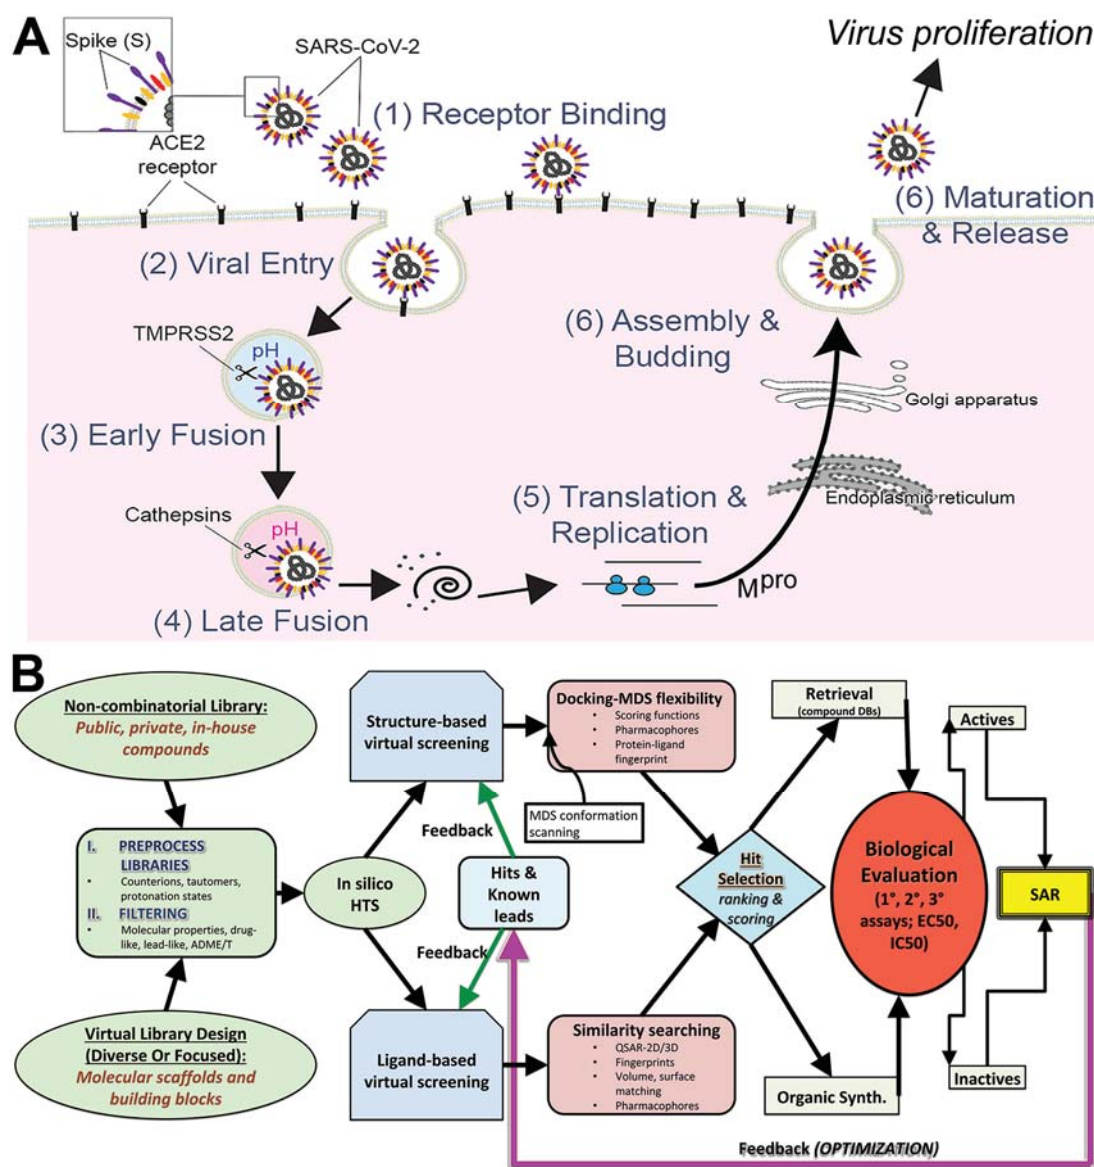 A
Spike (S)
SARS-CoV-2
Virus proliferation
(1) Receptor Binding
ACE2
receptor
(6) Maturation
& Release
(2) Viral Entry
TMPRSS2
pH
(6) Assembly &
Budding
Golgi apparatus
(3) Early Fusion
(5) Translation &
Replication
Endoplasmic reticulum
Cathepsins
pH
Mpro
(4) Late Fusion
B
Non-combinatorial Library:
Public, private, in-house
compounds
Structure-based
virtual screening
Docking-MDS flexibility
• Scoring functions
• Pharmacophores
• Protein-ligand
fingerprint
Retrieval
(compound DBs)
Actives
MDS conformation
scanning
Feedback
I. PREPROCESS
LIBRARIES
• Counterions, tautomers,
protonation states
II. FILTERING
• Molecular properties, drug-
like, lead-like, ADME/T
In silico
HTS
Hits &
Known
leads
Hit
Selection
ranking &
scoring
Biological
Evaluation
(1°, 2°, 3°
assays; EC50,
IC50)
SAR
Feedback
Virtual Library Design
(Diverse Or Focused):
Molecular scaffolds and
building blocks
Ligand-based
virtual screening
Similarity searching
• QSAR-2D/3D
• Fingerprints
• Volume, surface
matching
• Pharmacophores
Organic Synth.
Inactives
Feedback (OPTIMIZATION)